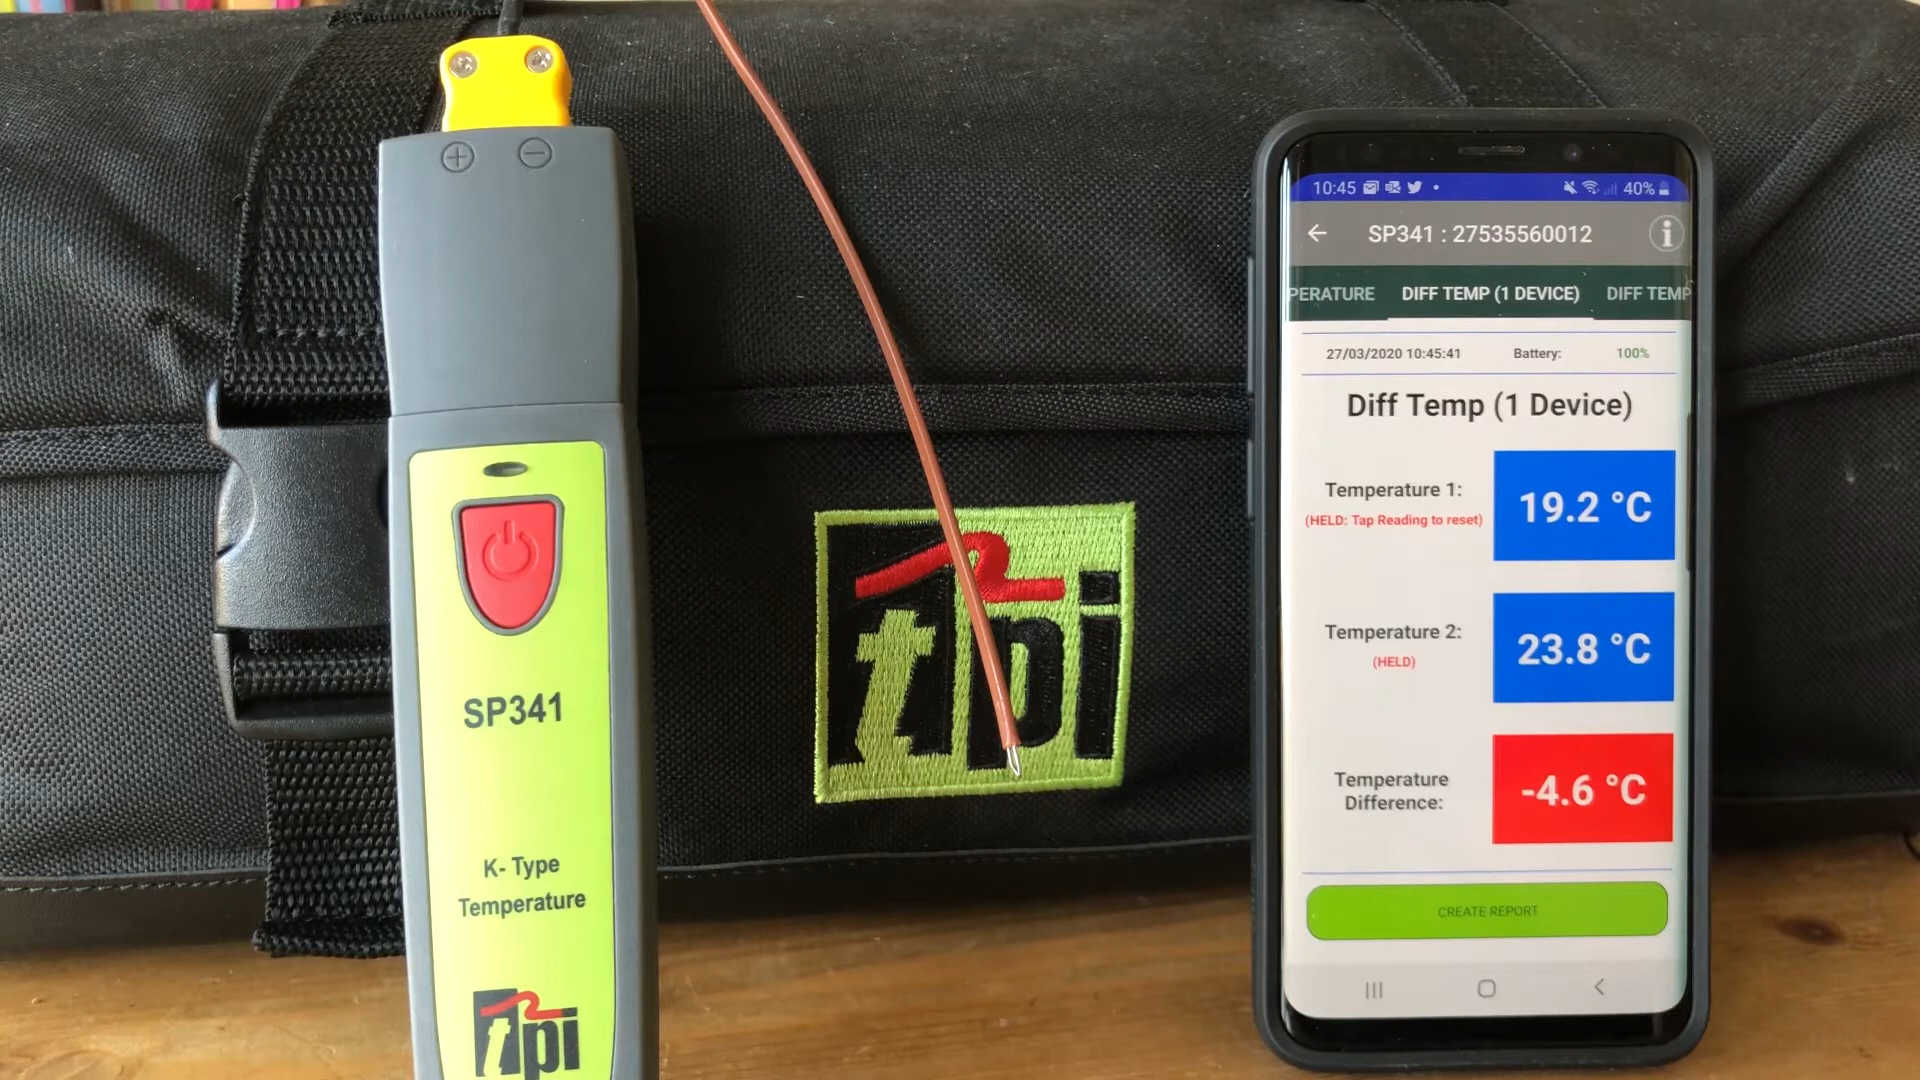 SP341
K- Type
Temperature
tpi
tpi
10:45
40%
SP341 : 27535560012
PERATURE
DIFF TEMP (1 DEVICE)
DIFF TEMP
27/03/2020 10:45:41
Battery:
100%
Diff Temp (1 Device)
Temperature 1:
(HELD: Tap Reading to reset)
19.2 °C
Temperature 2:
(HELD)
23.8 °C
Temperature
Difference:
-4.6 °C
CREATE REPORT